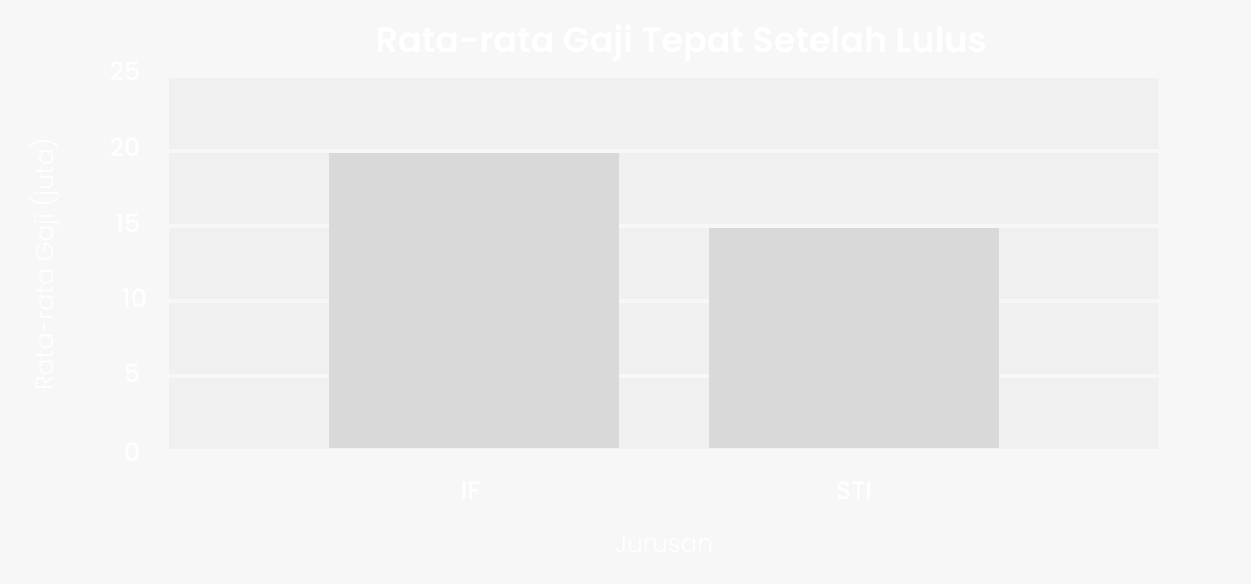 Rata-rata Gaji Tepat Setelah Lulus
25
20
15
10
5
0
Rata-rata Gaji (juta)
IF
STI
Jurusan